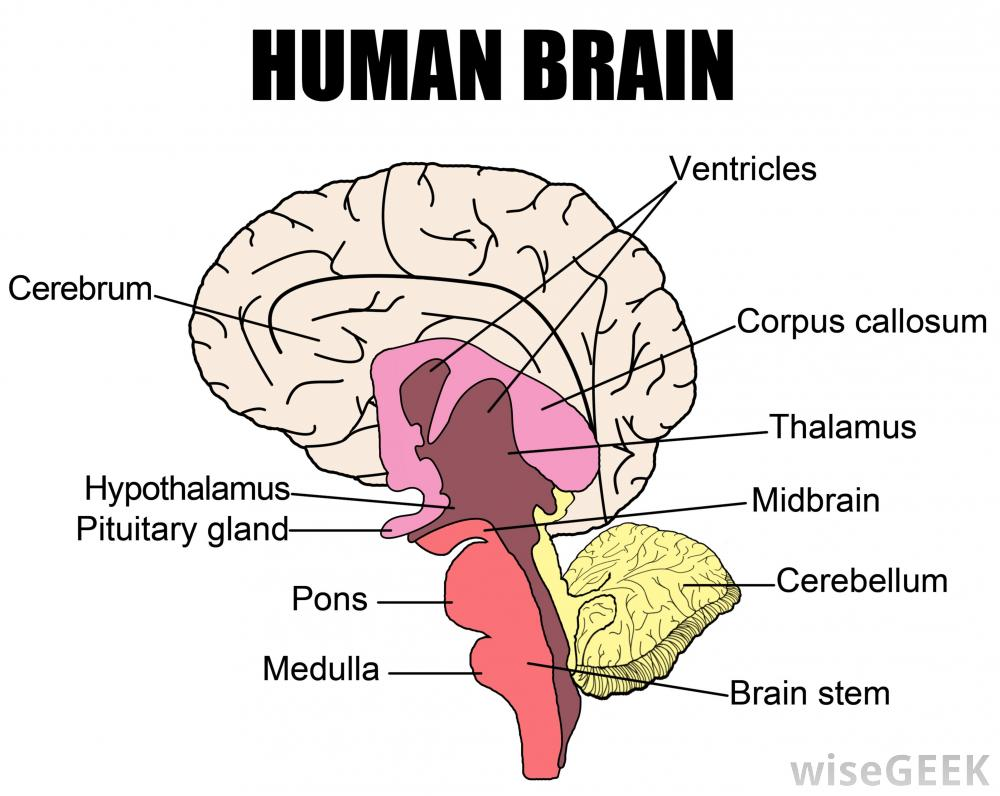 HUMAN BRAIN
Ventricles
Cerebrum
Corpus callosum
Thalamus
Hypothalamus
Midbrain
Pituitary gland
Cerebellum
Pons
Medulla
Brain stem
wiseGEEK